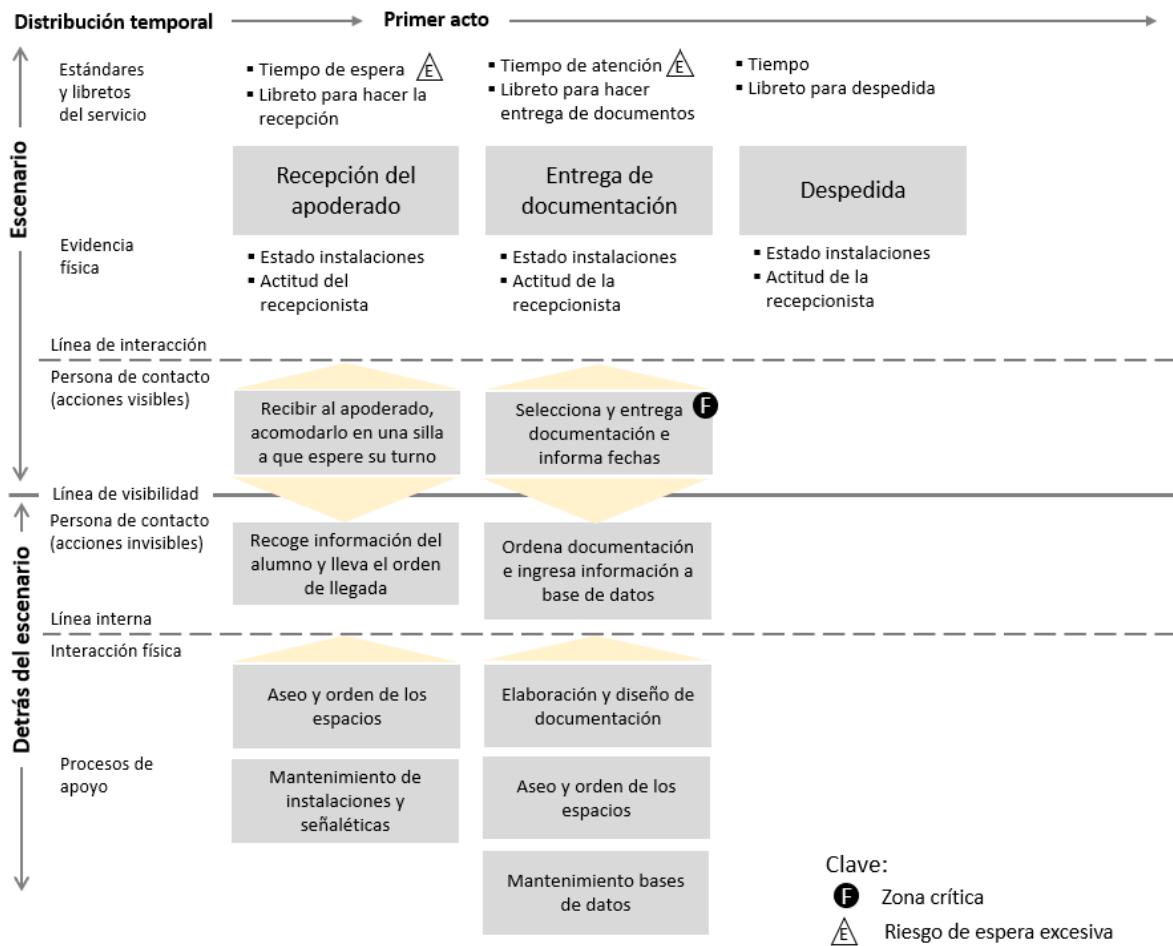 Distribución temporal
Primer acto
Escenario
Estándares
y libretos
del servicio
▪ Tiempo de espera E
▪ Libreto para hacer la
recepción
▪ Tiempo de atención E
▪ Libreto para hacer
entrega de documentos
▪ Tiempo
▪ Libreto para despedida
Recepción del
apoderado
Entrega de
documentación
Despedida
Evidencia
física
▪ Estado instalaciones
▪ Actitud del
recepcionista
▪ Estado instalaciones
▪ Actitud de la
recepcionista
▪ Estado instalaciones
▪ Actitud de la
recepcionista
Línea de interacción
Persona de contacto
(acciones visibles)
Recibir al apoderado,
acomodarlo en una silla
a que espere su turno
Selecciona y entrega
documentación e
informa fechas
F
Línea de visibilidad
Detrás del escenario
Persona de contacto
(acciones invisibles)
Recoge información del
alumno y lleva el orden
de llegada
Ordena documentación
e ingresa información a
base de datos
Línea interna
Interacción física
Aseo y orden de los
espacios
Elaboración y diseño de
documentación
Procesos de
apoyo
Mantenimiento de
instalaciones y
señaléticas
Aseo y orden de los
espacios
Mantenimiento bases
de datos
Clave:
F Zona crítica
E Riesgo de espera excesiva